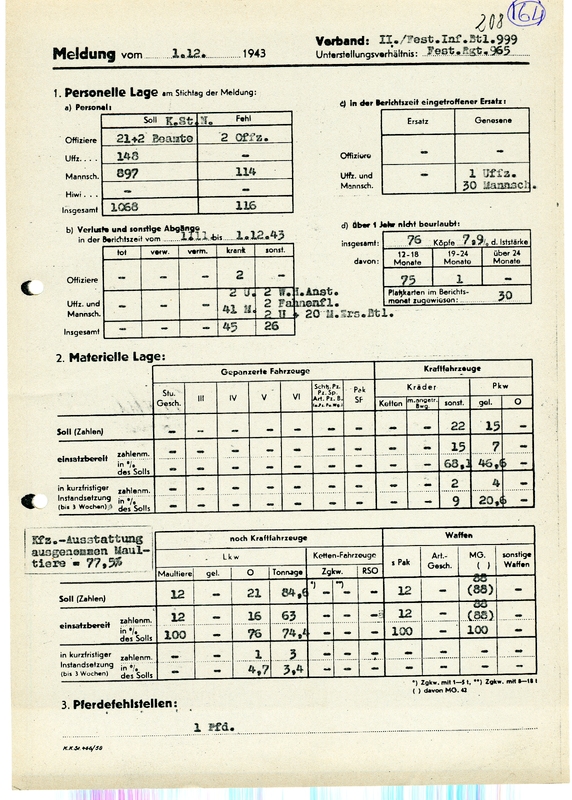 208 (164)
Meldung vom 1.12. 1943
Verband: II./Fest.Inf.Btl.999
Unterstellungsverhältnis: Fest.Rgt.965
1. Personelle Lage am Stichtag der Meldung:
a) Personal:
Soll K.St.N. Fehl
Offiziere 21+2 Beamte 2 Offz.
Uffz. . . . 148 –
Mannsch. 897 114
Hiwi . . . – –
Insgesamt 1068 116
c) in der Berichtszeit eingetroffener Ersatz:
Ersatz Genesene
Offiziere – –
Uffz. und Mannsch. – 1 Uffz.
30 Mannsch.
b) Verluste und sonstige Abgänge
in der Berichtszeit vom 1.11. bis 1.12.43
tot verw. verm. krank sonst.
Offiziere – – – 2 –
Uffz. und Mannsch. – – – 2 U. 2 W.H.Anst.
41 M. 2 Fahnenfl.
2 U + 20 M.Ers.Btl.
Insgesamt – – – 45 26
d) über 1 Jahr nicht beurlaubt:
insgesamt: 76 Köpfe 7,9 % d. Iststärke
davon: 12-18 Monate 19-24 Monate über 24 Monate
75 1 –
Platzkarten im Berichtsmonat zugewiesen: 30
2. Materielle Lage:
Gepanzerte Fahrzeuge Kraftfahrzeuge
Stu. Gesch. III IV V VI Schtz. Pz. Pz. Sp. Art. Pz. B. Pak SF Kräder Pkw
Ketten m. angetr. Bwg. sonst. gel. O
Soll (Zahlen) – – – – – – – – – 22 15 –
einsatzbereit zahlenm. – – – – – – – – – 15 7 –
in % des Solls – – – – – – – – – 68,1 46,6 –
in kurzfristiger Instandsetzung (bis 3 Wochen) zahlenm. – – – – – – – – – 2 4 –
in % des Solls – – – – – – – – – 9 20,6 –
Kfz.-Ausstattung
ausgenommen Maul-
tiere = 77,5%
noch Kraftfahrzeuge Waffen
Lkw Ketten-Fahrzeuge s Pak Art.-Gesch. MG. ( ) sonstige Waffen
Maultiere gel. O Tonnage Zgkw. RSO
*) **)
Soll (Zahlen) 12 – 21 84,6 – – – 12 – 88 (88) –
einsatzbereit zahlenm. 12 – 16 63 – – – 12 – 88 (88) –
in % des Solls 100 – 76 74,4 – – – 100 – 100 –
in kurzfristiger Instandsetzung (bis 3 Wochen) zahlenm. – – 1 3 – – – – – – –
in % des Solls – – 4,7 3,4 – – – – – – –
*) Zgkw. mit 1—5 t, **) Zgkw. mit 8—18 t
( ) davon MG. 42
3. Pferdefehlstellen:
1 Pfd.